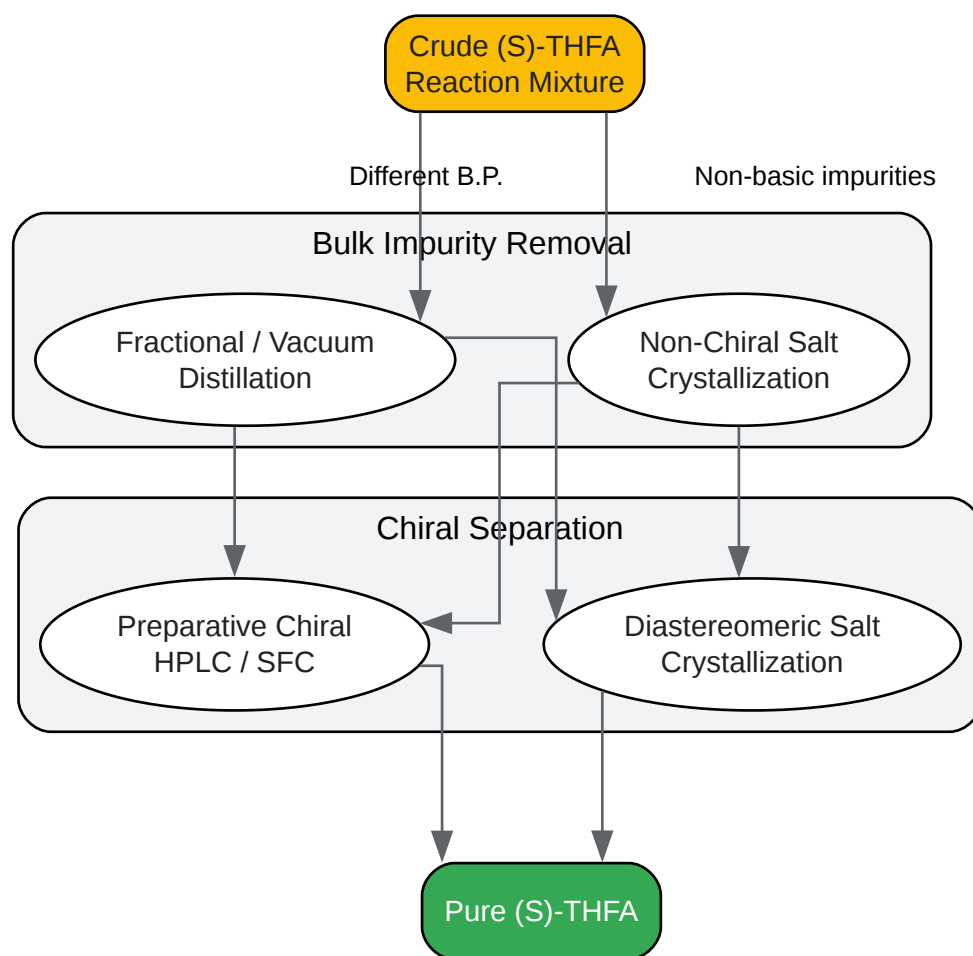 Crude (S)-THFA
Reaction Mixture
Different B.P.
Non-basic impurities
Bulk Impurity Removal
Fractional / Vacuum
Distillation
Non-Chiral Salt
Crystallization
Chiral Separation
Preparative Chiral
HPLC / SFC
Diastereomeric Salt
Crystallization
Pure (S)-THFA